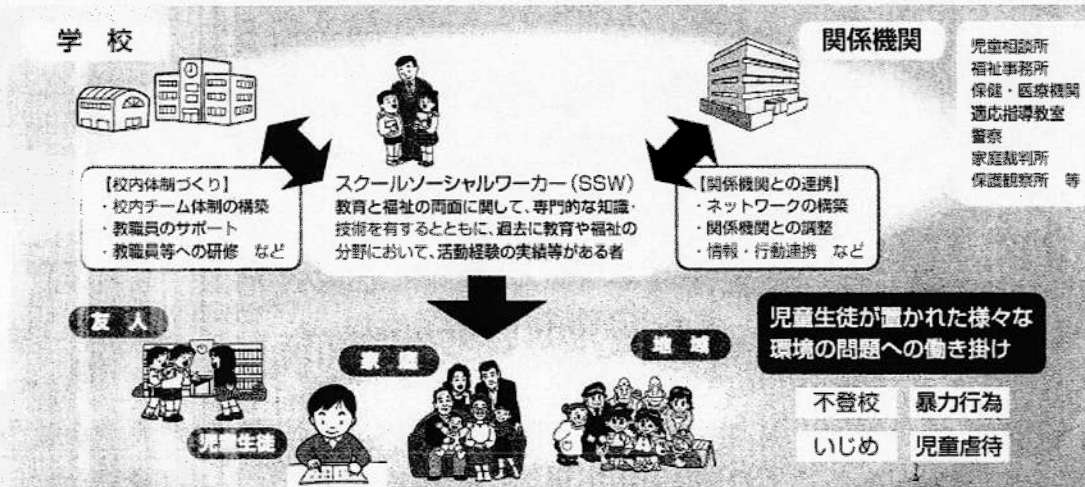 学校
関係機関
児童相談所
福祉事務所
保健・医療機関
適応指導教室
警察
家庭裁判所
保護観察所 等
【校内体制づくり】
・校内チーム体制の構築
・教職員のサポート
・教職員等への研修 など
スクールソーシャルワーカー(SSW)
教育と福祉の両面に関して、専門的な知識・
技術を有するとともに、過去に教育や福祉の
分野において、活動経験の実績等がある者
【関係機関との連携】
・ネットワークの構築
・関係機関との調整
・情報・行動連携 など
友人
家庭
地域
児童生徒
児童生徒が置かれた様々な
環境の問題への働き掛け
不登校 暴力行為
いじめ 児童虐待